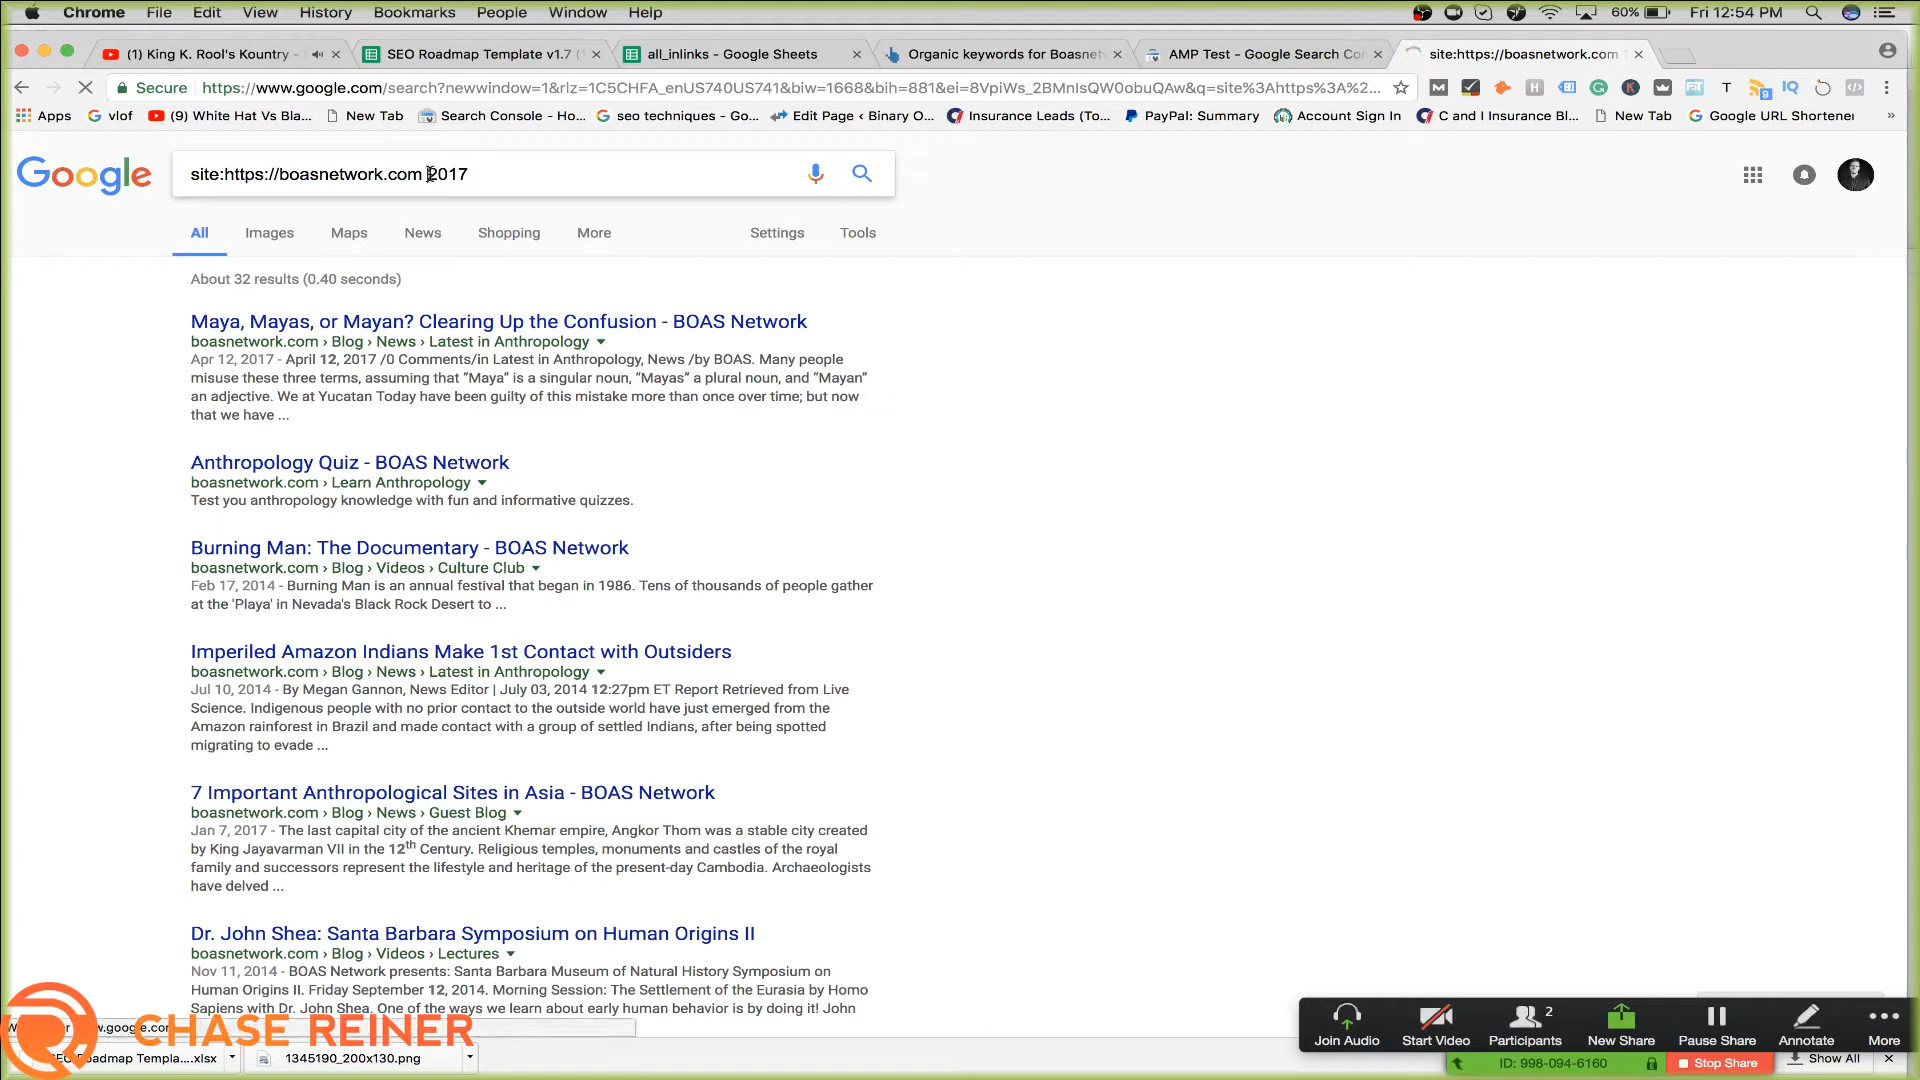 Chrome File Edit View History Bookmarks People Window Help 60% Fri 12:54 PM
(1) King K. Rool's Kountry - SEO Roadmap Template v1.7 ( all_inlinks - Google Sheets Organic keywords for Boasnet AMP Test - Google Search Con site:https://boasnetwork.com 1
Secure https://www.google.com/search?newwindow=1&rlz=1C5CHFA_enUS740US741&biw=1668&bih=881&ei=8VpiWs_2BMnIsQW0obuQAw&q=site%3Ahttps%3A%2...
Apps vlof (9) White Hat Vs Bla... New Tab Search Console - Ho... seo techniques - Go... Edit Page ‹ Binary O... Insurance Leads (To... PayPal: Summary Account Sign In C and I Insurance Bl... New Tab Google URL Shortener »
Google site:https://boasnetwork.com 2017
All Images Maps News Shopping More Settings Tools
About 32 results (0.40 seconds)
Maya, Mayas, or Mayan? Clearing Up the Confusion - BOAS Network
boasnetwork.com › Blog › News › Latest in Anthropology
Apr 12, 2017 - April 12, 2017 /0 Comments/in Latest in Anthropology, News /by BOAS. Many people
misuse these three terms, assuming that “Maya” is a singular noun, “Mayas” a plural noun, and “Mayan”
an adjective. We at Yucatan Today have been guilty of this mistake more than once over time; but now
that we have ...
Anthropology Quiz - BOAS Network
boasnetwork.com › Learn Anthropology
Test you anthropology knowledge with fun and informative quizzes.
Burning Man: The Documentary - BOAS Network
boasnetwork.com › Blog › Videos › Culture Club
Feb 17, 2014 - Burning Man is an annual festival that began in 1986. Tens of thousands of people gather
at the 'Playa' in Nevada's Black Rock Desert to ...
Imperiled Amazon Indians Make 1st Contact with Outsiders
boasnetwork.com › Blog › News › Latest in Anthropology
Jul 10, 2014 - By Megan Gannon, News Editor | July 03, 2014 12:27pm ET Report Retrieved from Live
Science. Indigenous people with no prior contact to the outside world have just emerged from the
Amazon rainforest in Brazil and made contact with a group of settled Indians, after being spotted
migrating to evade ...
7 Important Anthropological Sites in Asia - BOAS Network
boasnetwork.com › Blog › News › Guest Blog
Jan 7, 2017 - The last capital city of the ancient Khemar empire, Angkor Thom was a stable city created
by King Jayavarman VII in the 12th Century. Religious temples, monuments and castles of the royal
family and successors represent the lifestyle and heritage of the present-day Cambodia. Archaeologists
have delved ...
Dr. John Shea: Santa Barbara Symposium on Human Origins II
boasnetwork.com › Blog › Videos › Lectures
Nov 11, 2014 - BOAS Network presents: Santa Barbara Museum of Natural History Symposium on
Human Origins II. Friday September 12, 2014. Morning Session: The Settlement of the Eurasia by Homo
Sapiens with Dr. John Shea. One of the ways we learn about early human behavior is by doing it! John
CHASE REINER
Roadmap Templa....xlsx 1345190_200x130.png
2
Join Audio Start Video Participants New Share Pause Share Annotate More
ID: 998-094-6160 Stop Share Show All